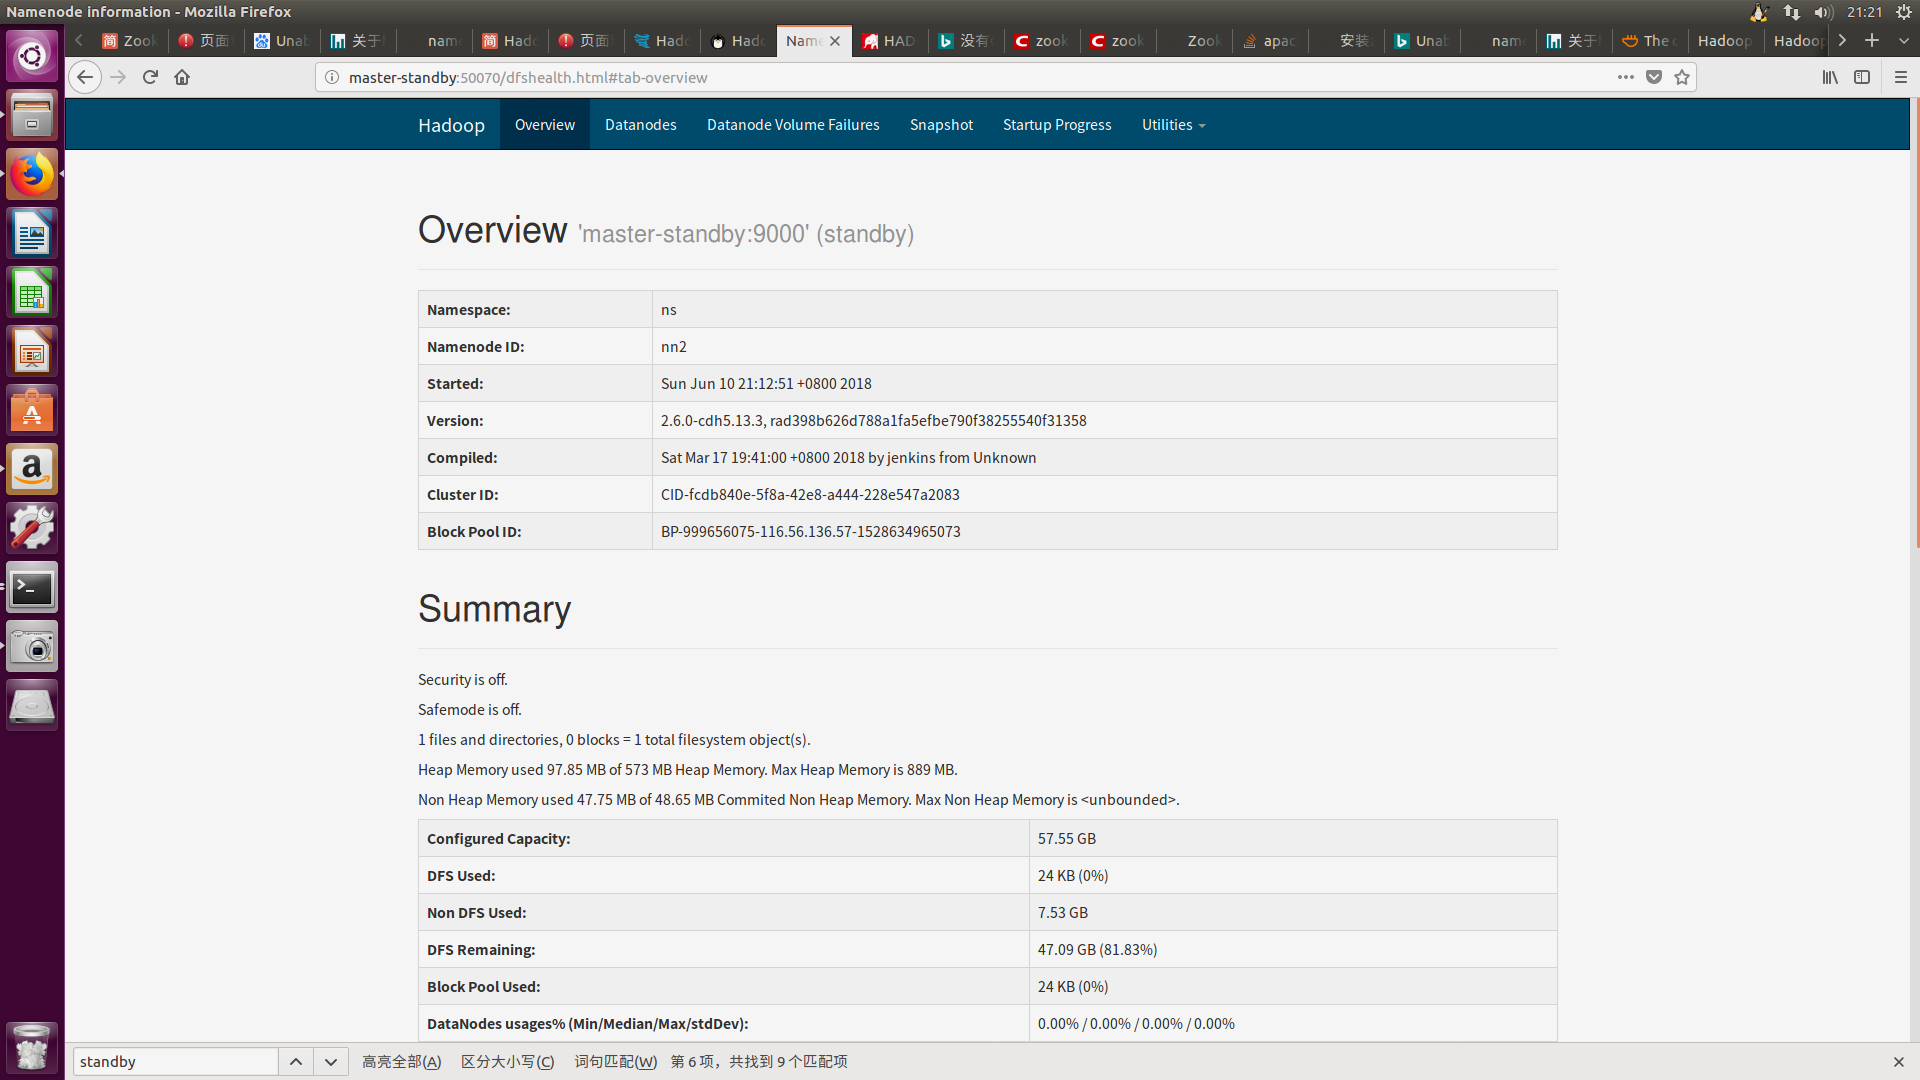 Namenode information - Mozilla Firefox
21:21
Zook
页面
Unab
关于
nam
Hado
页面
Hado
Hado
Name
HAD
没有
zook
zook
Zook
apac
安装
Unab
nam
关于
The
Hadoop
Hadoop
master-standby:50070/dfshealth.html#tab-overview
Hadoop
Overview
Datanodes
Datanode Volume Failures
Snapshot
Startup Progress
Utilities
Overview 'master-standby:9000' (standby)
Namespace: ns
Namenode ID: nn2
Started: Sun Jun 10 21:12:51 +0800 2018
Version: 2.6.0-cdh5.13.3, rad398b626d788a1fa5efbe790f38255540f31358
Compiled: Sat Mar 17 19:41:00 +0800 2018 by jenkins from Unknown
Cluster ID: CID-fcdb840e-5f8a-42e8-a444-228e547a2083
Block Pool ID: BP-999656075-116.56.136.57-1528634965073
Summary
Security is off.
Safemode is off.
1 files and directories, 0 blocks = 1 total filesystem object(s).
Heap Memory used 97.85 MB of 573 MB Heap Memory. Max Heap Memory is 889 MB.
Non Heap Memory used 47.75 MB of 48.65 MB Commited Non Heap Memory. Max Non Heap Memory is <unbounded>.
Configured Capacity: 57.55 GB
DFS Used: 24 KB (0%)
Non DFS Used: 7.53 GB
DFS Remaining: 47.09 GB (81.83%)
Block Pool Used: 24 KB (0%)
DataNodes usages% (Min/Median/Max/stdDev): 0.00% / 0.00% / 0.00% / 0.00%
standby
高亮全部(A)
区分大小写(C)
词句匹配(W)
第 6 项，共找到 9 个匹配项